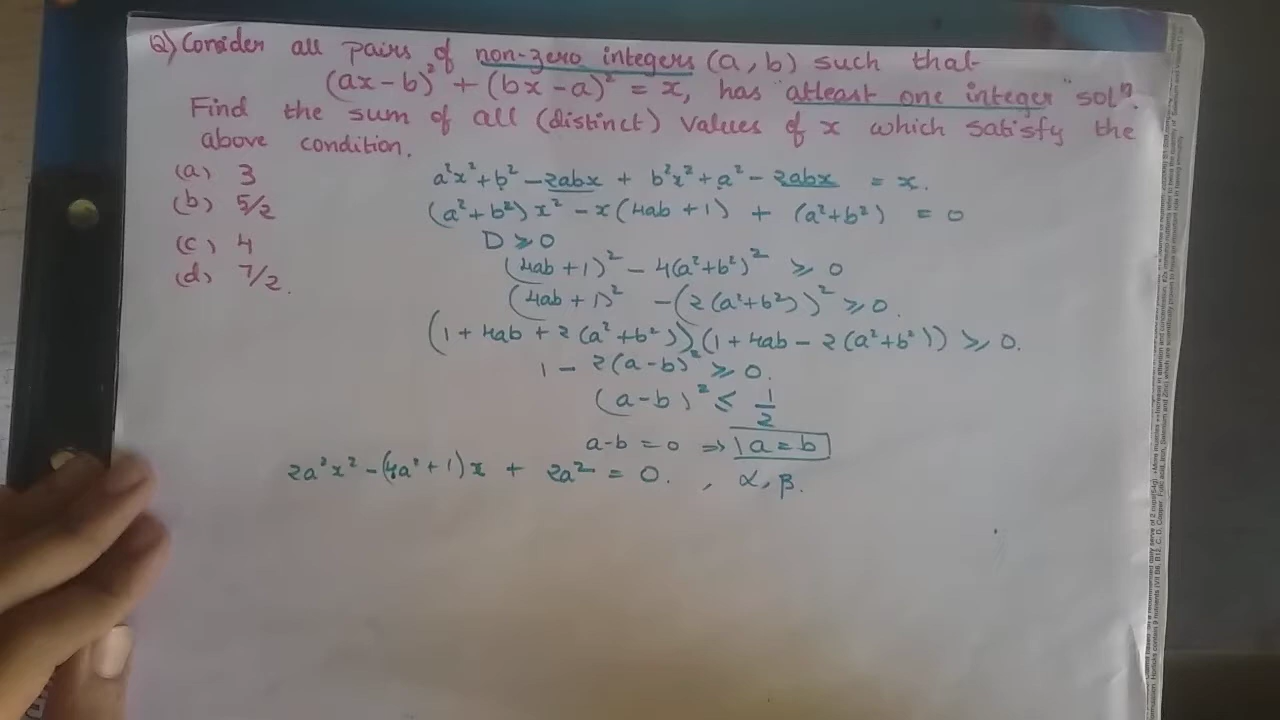 Q) Consider all pairs of non-zero integers (a, b) such that
(ax-b)² + (bx-a)² = x, has atleast one integer "solⁿ.
Find the sum of all (distinct) values of x which satisfy the
above condition.
(a) 3
(b) 5/2
(c) 4
(d) 7/2.
a²x² + b² - 2abx + b²x² + a² - 2abx = x.
(a²+b²) x² - x(4ab + 1) + (a²+b²) = 0
D ≥ 0
(4ab + 1)² - 4(a²+b²)² ≥ 0
(4ab + 1)² - (2(a²+b²))² ≥ 0.
(1 + 4ab + 2(a²+b²)) (1 + 4ab - 2(a²+b²)) ≥ 0.
1 - 2(a-b)² ≥ 0.
(a-b)² ≤ 1/2
a-b = 0 ⇒ a = b
2a²x² - (4a² + 1)x + 2a² = 0. , α, β.